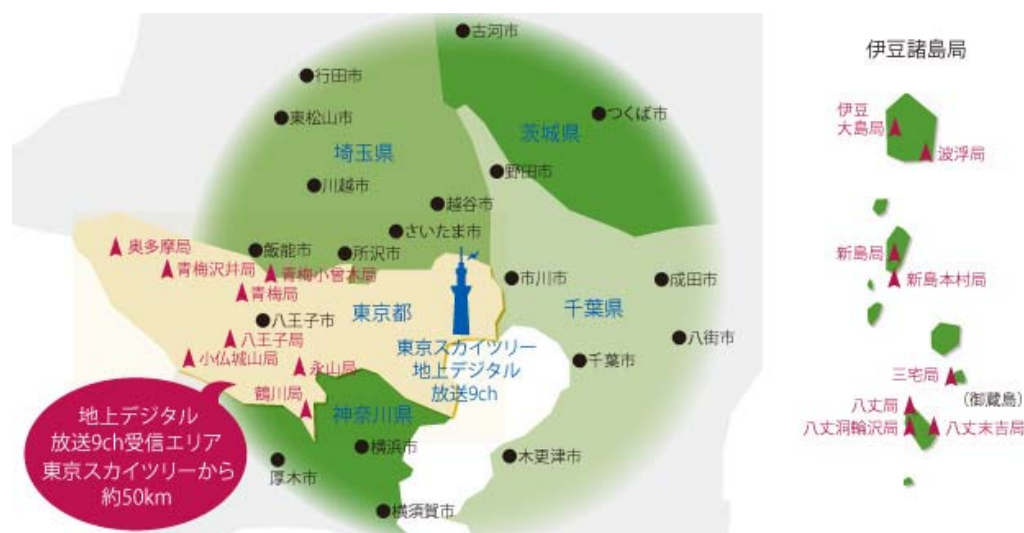 古河市
行田市
東松山市
つくば市
茨城県
埼玉県
野田市
川越市
越谷市
さいたま市
奥多摩局
飯能市
所沢市
青梅沢井局
青梅小曾木局
市川市
成田市
青梅局
東京都
千葉県
八王子市
八王子局
八街市
東京スカイツリー
地上デジタル
放送9ch
小仏城山局
永山局
千葉市
鶴川局
神奈川県
地上デジタル
放送9ch受信エリア
東京スカイツリーから
約50km
横浜市
厚木市
木更津市
横須賀市
伊豆諸島局
伊豆
大島局
波浮局
新島局
新島本村局
三宅局
(御蔵島)
八丈局
八丈洞輪沢局
八丈末吉局